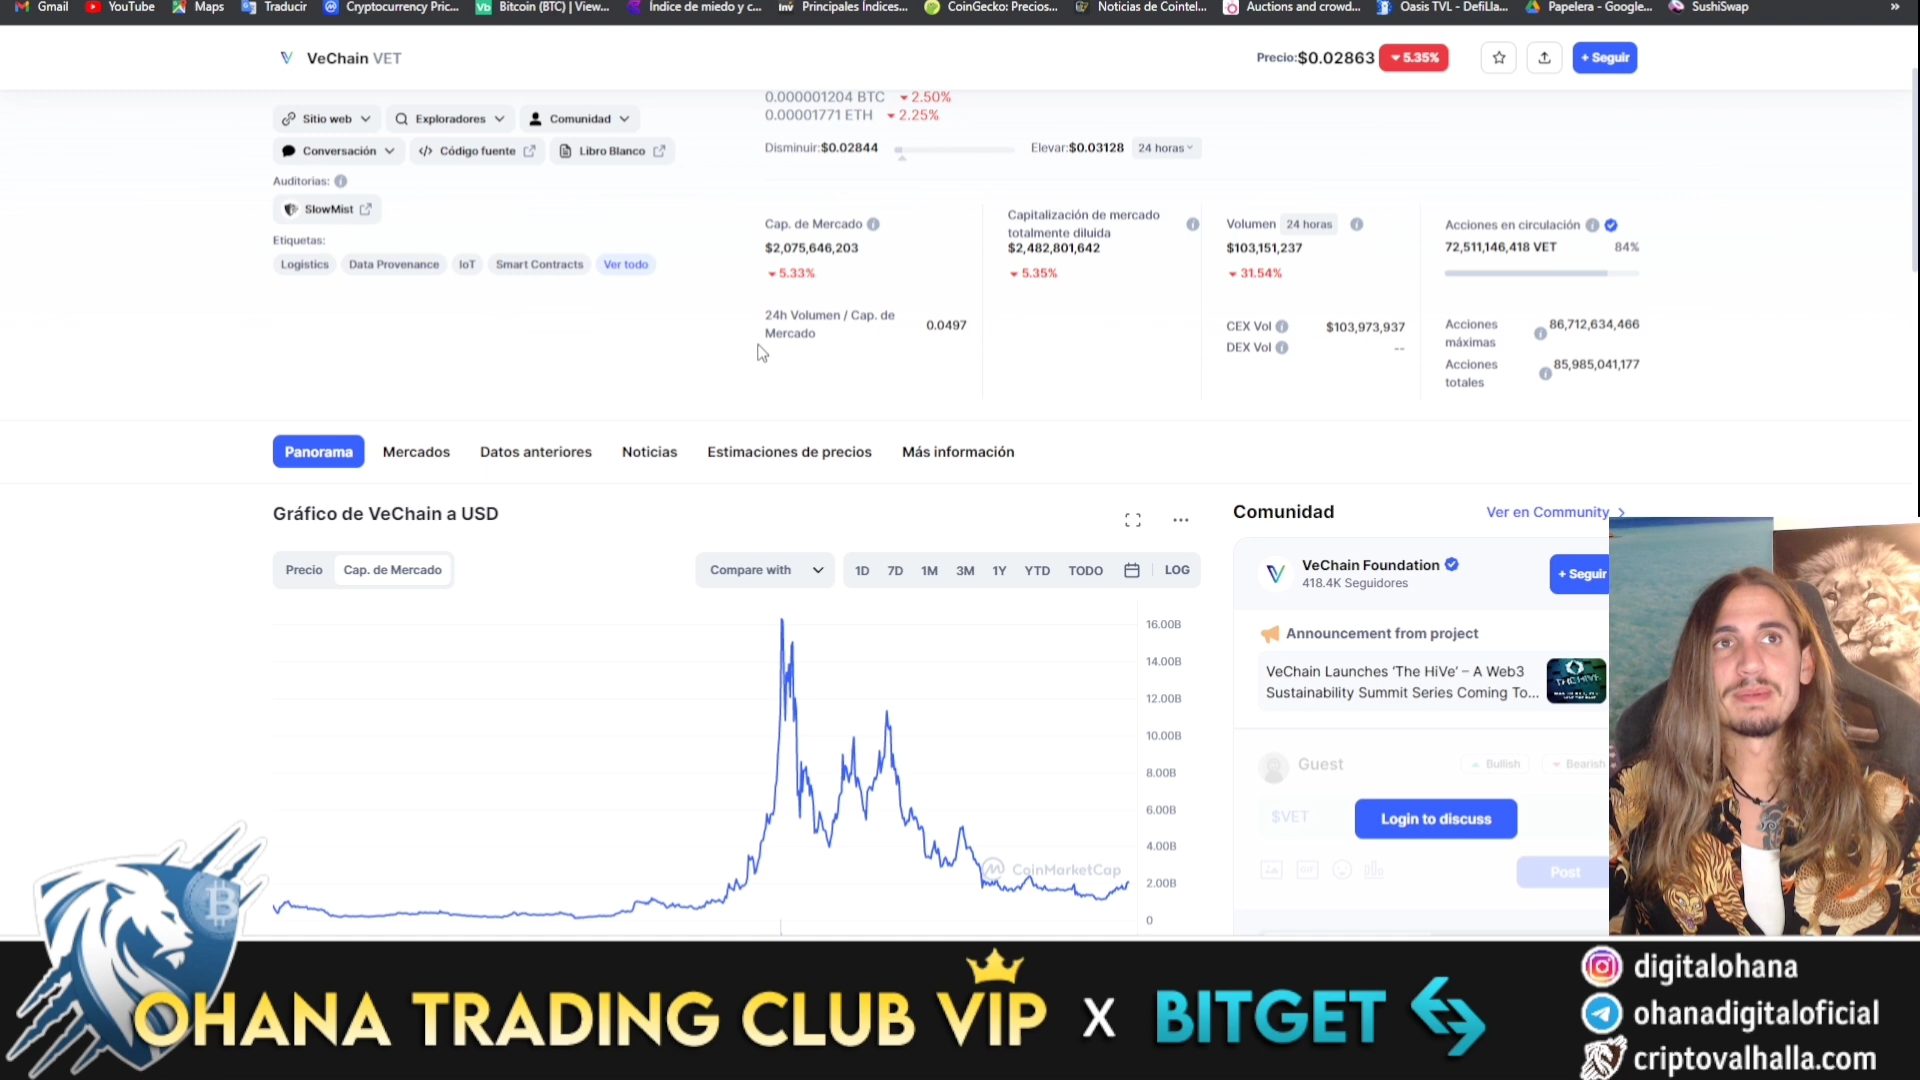 Gmail YouTube Maps Traducir Cryptocurrency Pric... Bitcoin (BTC) | View... Índice de miedo y c... Principales Índices... CoinGecko: Precios... Noticias de Cointel... Auctions and crowd... Oasis TVL - DefiLla... Papelera - Google... SushiSwap »
VeChain VET
Precio:$0.02863 5.35%
+ Seguir
0.000001204 BTC 2.50%
0.00001771 ETH 2.25%
Sitio web Exploradores Comunidad
Disminuir:$0.02844 Elevar:$0.03128 24 horas
Conversación Código fuente Libro Blanco
Auditorias:
SlowMist
Etiquetas:
Logistics Data Provenance IoT Smart Contracts Ver todo
Cap. de Mercado
$2,075,646,203
5.33%
24h Volumen / Cap. de
Mercado
0.0497
Capitalización de mercado
totalmente diluida
$2,482,801,642
5.35%
Volumen 24 horas
$103,151,237
31.54%
CEX Vol $103,973,937
DEX Vol --
Acciones en circulación
72,511,146,418 VET 84%
Acciones
máximas
86,712,634,466
Acciones
totales
85,985,041,177
Panorama Mercados Datos anteriores Noticias Estimaciones de precios Más información
Gráfico de VeChain a USD
Precio Cap. de Mercado
Compare with
1D 7D 1M 3M 1Y YTD TODO LOG
16.00B
14.00B
12.00B
10.00B
8.00B
6.00B
4.00B
2.00B
0
CoinMarketCap
Comunidad
Ver en Community
VeChain Foundation
418.4K Seguidores
+ Seguir
Announcement from project
VeChain Launches ‘The HiVe’ – A Web3
Sustainability Summit Series Coming To...
THE HIVE
Guest
Bullish Bearish
$VET
Login to discuss
GIF
Post
OHANA TRADING CLUB VIP X BITGET
digitalohana
ohanadigitaloficial
criptovalhalla.com